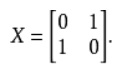 X = [0 1
1 0].